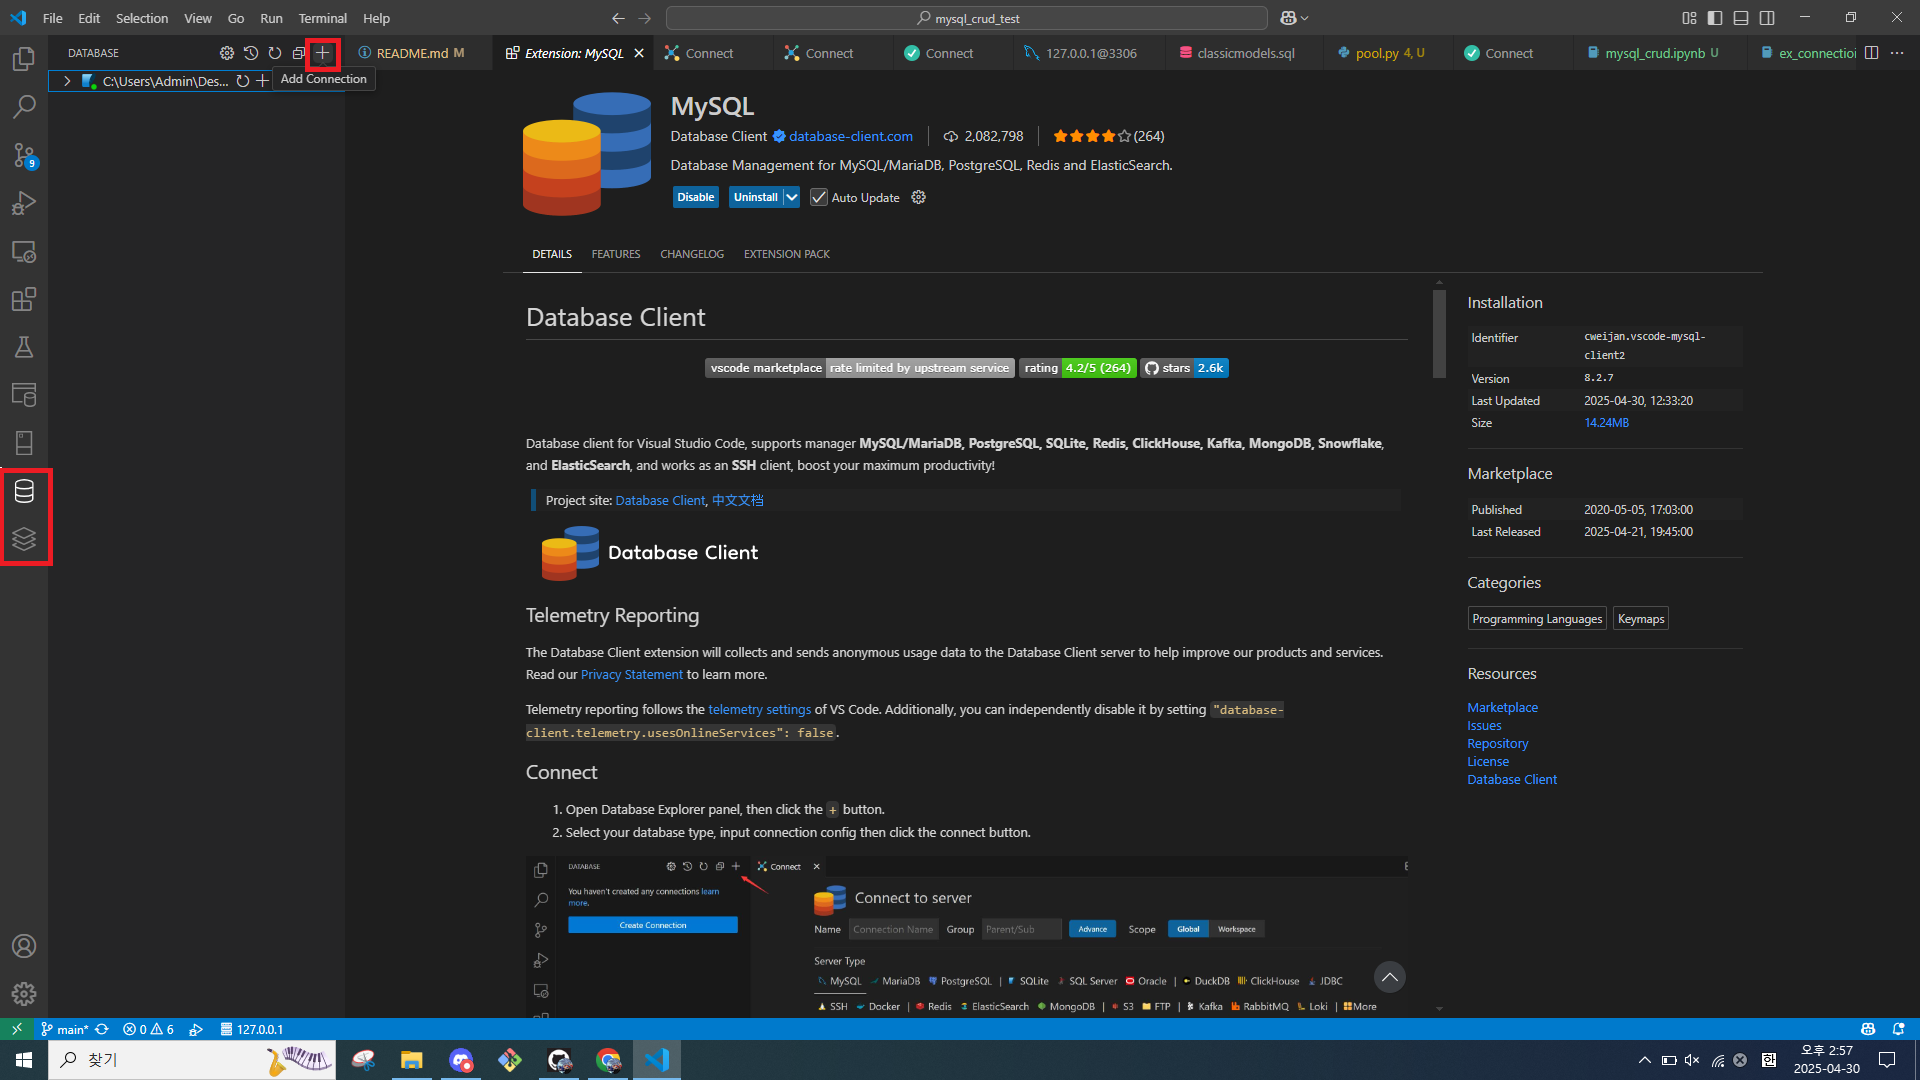 File Edit Selection View Go Run Terminal Help
mysql_crud_test
DATABASE
README.md M
Extension: MySQL
Connect
Connect
Connect
127.0.0.1@3306
classicmodels.sql
pool.py 4, U
Connect
mysql_crud.ipynb U
ex_connectio
C:\Users\Admin\Des...
Add Connection
9
MySQL
Database Client database-client.com 2,082,798 (264)
Database Management for MySQL/MariaDB, PostgreSQL, Redis and ElasticSearch.
Disable Uninstall Auto Update
DETAILS FEATURES CHANGELOG EXTENSION PACK
Database Client
vscode marketplace rate limited by upstream service rating 4.2/5 (264) stars 2.6k
Database client for Visual Studio Code, supports manager MySQL/MariaDB, PostgreSQL, SQLite, Redis, ClickHouse, Kafka, MongoDB, Snowflake,
and ElasticSearch, and works as an SSH client, boost your maximum productivity!
Project site: Database Client, 中文文档
Database Client
Telemetry Reporting
The Database Client extension will collects and sends anonymous usage data to the Database Client server to help improve our products and services.
Read our Privacy Statement to learn more.
Telemetry reporting follows the telemetry settings of VS Code. Additionally, you can independently disable it by setting "database-
client.telemetry.usesOnlineServices": false.
Connect
1. Open Database Explorer panel, then click the + button.
2. Select your database type, input connection config then click the connect button.
DATABASE
Connect
You haven't created any connections learn
more.
Create Connection
Connect to server
Name Connection Name Group Parent/Sub Advance Scope Global Workspace
Server Type
MySQL MariaDB PostgreSQL | SQLite SQL Server Oracle | DuckDB ClickHouse JDBC
SSH Docker | Redis ElasticSearch MongoDB | S3 FTP | Kafka RabbitMQ Loki | More
Installation
Identifier cweijan.vscode-mysql-
client2
Version 8.2.7
Last Updated 2025-04-30, 12:33:20
Size 14.24MB
Marketplace
Published 2020-05-05, 17:03:00
Last Released 2025-04-21, 19:45:00
Categories
Programming Languages Keymaps
Resources
Marketplace
Issues
Repository
License
Database Client
main* 0 6 127.0.0.1
찾기
오후 2:57
2025-04-30